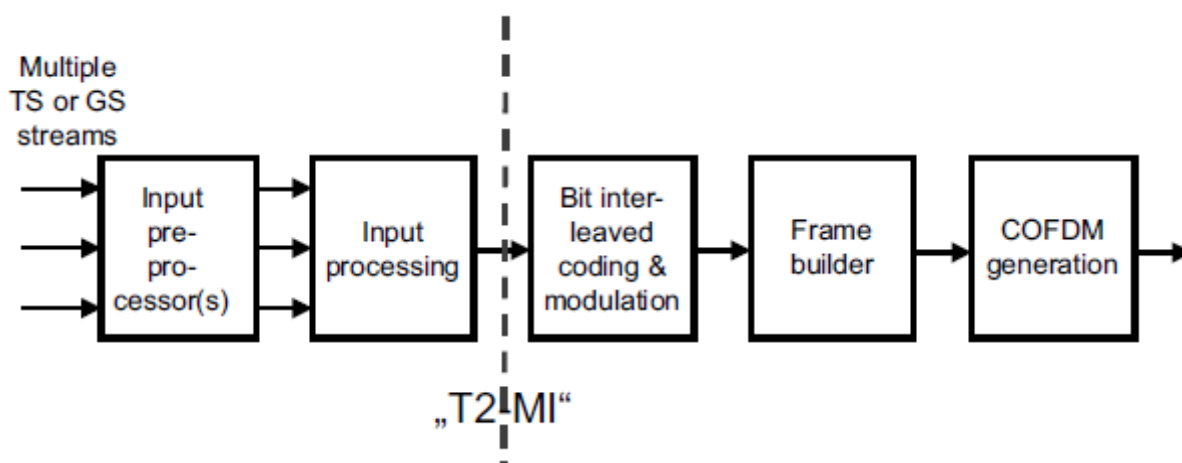 Multiple
TS or GS
streams
Input
pre-
pro-
cessor(s)
Input
processing
Bit inter-
leaved
coding &
modulation
Frame
builder
COFDM
generation
„T2-MI“